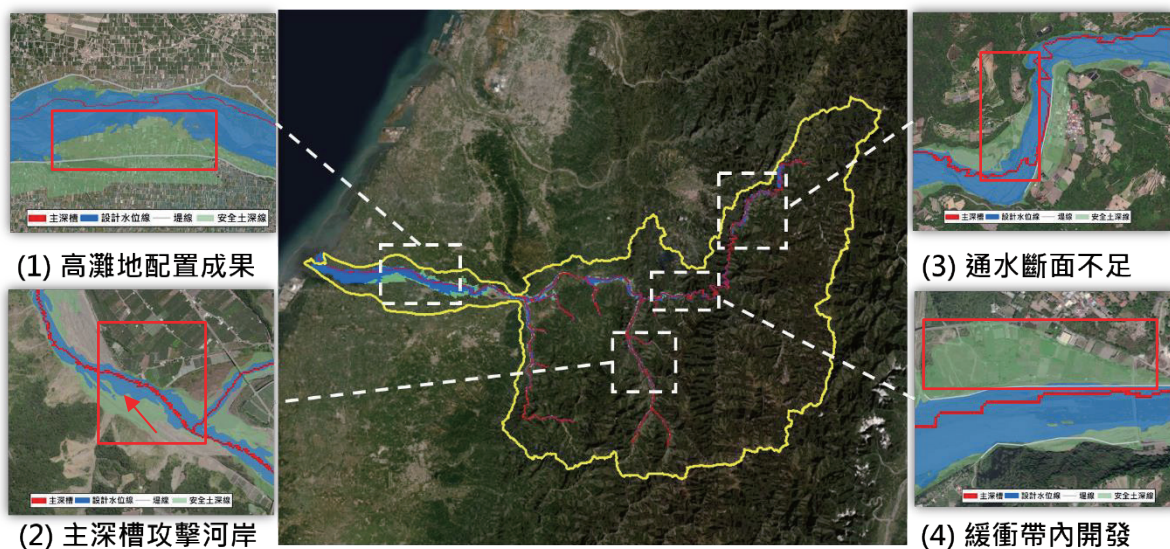 主深槽 設計水位線 堤線 安全土深線
(1) 高灘地配置成果
主深槽 設計水位線 堤線 安全土深線
(2) 主深槽攻擊河岸
主深槽 設計水位線 堤線 安全土深線
(3) 通水斷面不足
主深槽 設計水位線 堤線 安全土深線
(4) 緩衝帶內開發